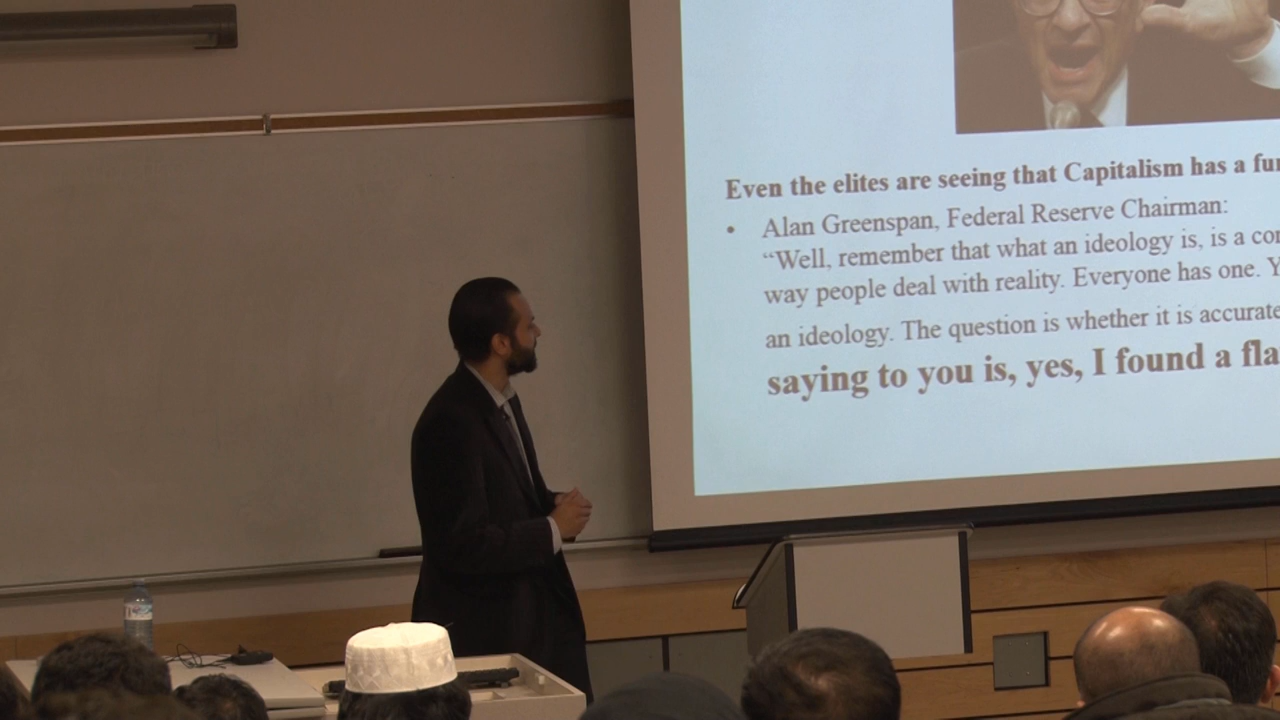 Even the elites are seeing that Capitalism has a fun
• Alan Greenspan, Federal Reserve Chairman:
“Well, remember that what an ideology is, is a con
way people deal with reality. Everyone has one. Y
an ideology. The question is whether it is accurate
saying to you is, yes, I found a fla